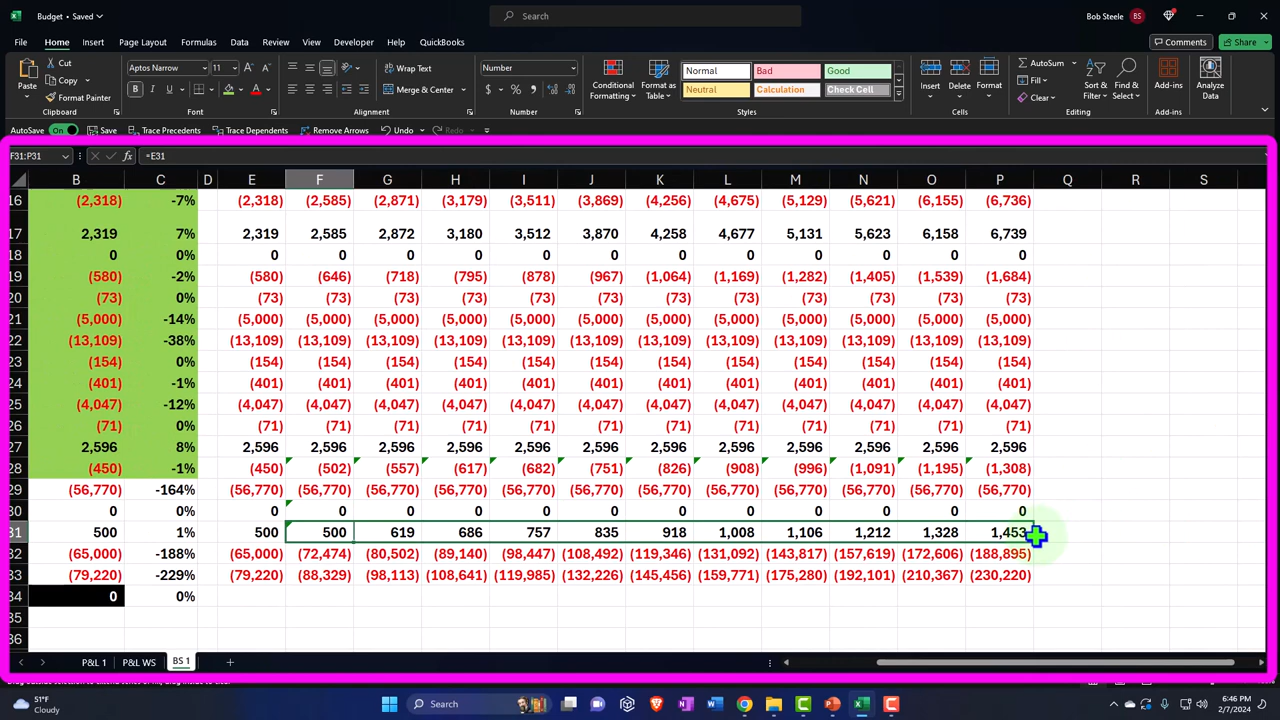 Budget • Saved
Search
Bob Steele BS
File Home Insert Page Layout Formulas Data Review View Developer Help QuickBooks
Comments Share
Cut
Copy
Format Painter
Paste
Clipboard
Aptos Narrow 11
Font
Wrap Text
Merge & Center
Alignment
Number
Number
Conditional Formatting
Format as Table
Normal Bad Good
Neutral Calculation Check Cell
Styles
Insert Delete Format
Cells
AutoSum
Fill
Clear
Sort & Filter
Find & Select
Editing
Add-ins
Add-ins
Analyze Data
AutoSave On Save Trace Precedents Trace Dependents Remove Arrows Undo Redo
F31:P31 fx =E31
B C D E F G H I J K L M N O P Q R S
16 (2,318) -7% (2,318) (2,585) (2,871) (3,179) (3,511) (3,869) (4,256) (4,675) (5,129) (5,621) (6,155) (6,736)
17 2,319 7% 2,319 2,585 2,872 3,180 3,512 3,870 4,258 4,677 5,131 5,623 6,158 6,739
18 0 0% 0 0 0 0 0 0 0 0 0 0 0 0
19 (580) -2% (580) (646) (718) (795) (878) (967) (1,064) (1,169) (1,282) (1,405) (1,539) (1,684)
20 (73) 0% (73) (73) (73) (73) (73) (73) (73) (73) (73) (73) (73) (73)
21 (5,000) -14% (5,000) (5,000) (5,000) (5,000) (5,000) (5,000) (5,000) (5,000) (5,000) (5,000) (5,000) (5,000)
22 (13,109) -38% (13,109) (13,109) (13,109) (13,109) (13,109) (13,109) (13,109) (13,109) (13,109) (13,109) (13,109) (13,109)
23 (154) 0% (154) (154) (154) (154) (154) (154) (154) (154) (154) (154) (154) (154)
24 (401) -1% (401) (401) (401) (401) (401) (401) (401) (401) (401) (401) (401) (401)
25 (4,047) -12% (4,047) (4,047) (4,047) (4,047) (4,047) (4,047) (4,047) (4,047) (4,047) (4,047) (4,047) (4,047)
26 (71) 0% (71) (71) (71) (71) (71) (71) (71) (71) (71) (71) (71) (71)
27 2,596 8% 2,596 2,596 2,596 2,596 2,596 2,596 2,596 2,596 2,596 2,596 2,596 2,596
28 (450) -1% (450) (502) (557) (617) (682) (751) (826) (908) (996) (1,091) (1,195) (1,308)
29 (56,770) -164% (56,770) (56,770) (56,770) (56,770) (56,770) (56,770) (56,770) (56,770) (56,770) (56,770) (56,770) (56,770)
30 0 0% 0 0 0 0 0 0 0 0 0 0 0 0
31 500 1% 500 500 619 686 757 835 918 1,008 1,106 1,212 1,328 1,453
32 (65,000) -188% (65,000) (72,474) (80,502) (89,140) (98,447) (108,492) (119,346) (131,092) (143,817) (157,619) (172,606) (188,895)
33 (79,220) -229% (79,220) (88,329) (98,113) (108,641) (119,985) (132,226) (145,456) (159,771) (175,280) (192,101) (210,367) (230,220)
34 0 0%
35
36
P&L 1 P&L WS BS 1
51°F
Cloudy
Search
6:46 PM
2/7/2024